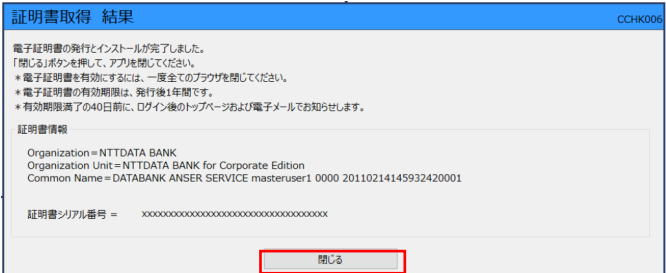 証明書取得 結果
CCHK006
電子証明書の発行とインストールが完了しました。
「閉じる」ボタンを押して、アプリを閉じてください。
＊電子証明書を有効にするには、一度全てのブラウザを閉じてください。
＊電子証明書の有効期限は、発行後1年間です。
＊有効期限満了の40日前に、ログイン後のトップページおよび電子メールでお知らせします。
証明書情報
Organization=NTTDATA BANK
Organization Unit=NTTDATA BANK for Corporate Edition
Common Name=DATABANK ANSER SERVICE masteruser1 0000 20110214145932420001
証明書シリアル番号 = xxxxxxxxxxxxxxxxxxxxxxxxxxxxxxxxxxx
閉じる